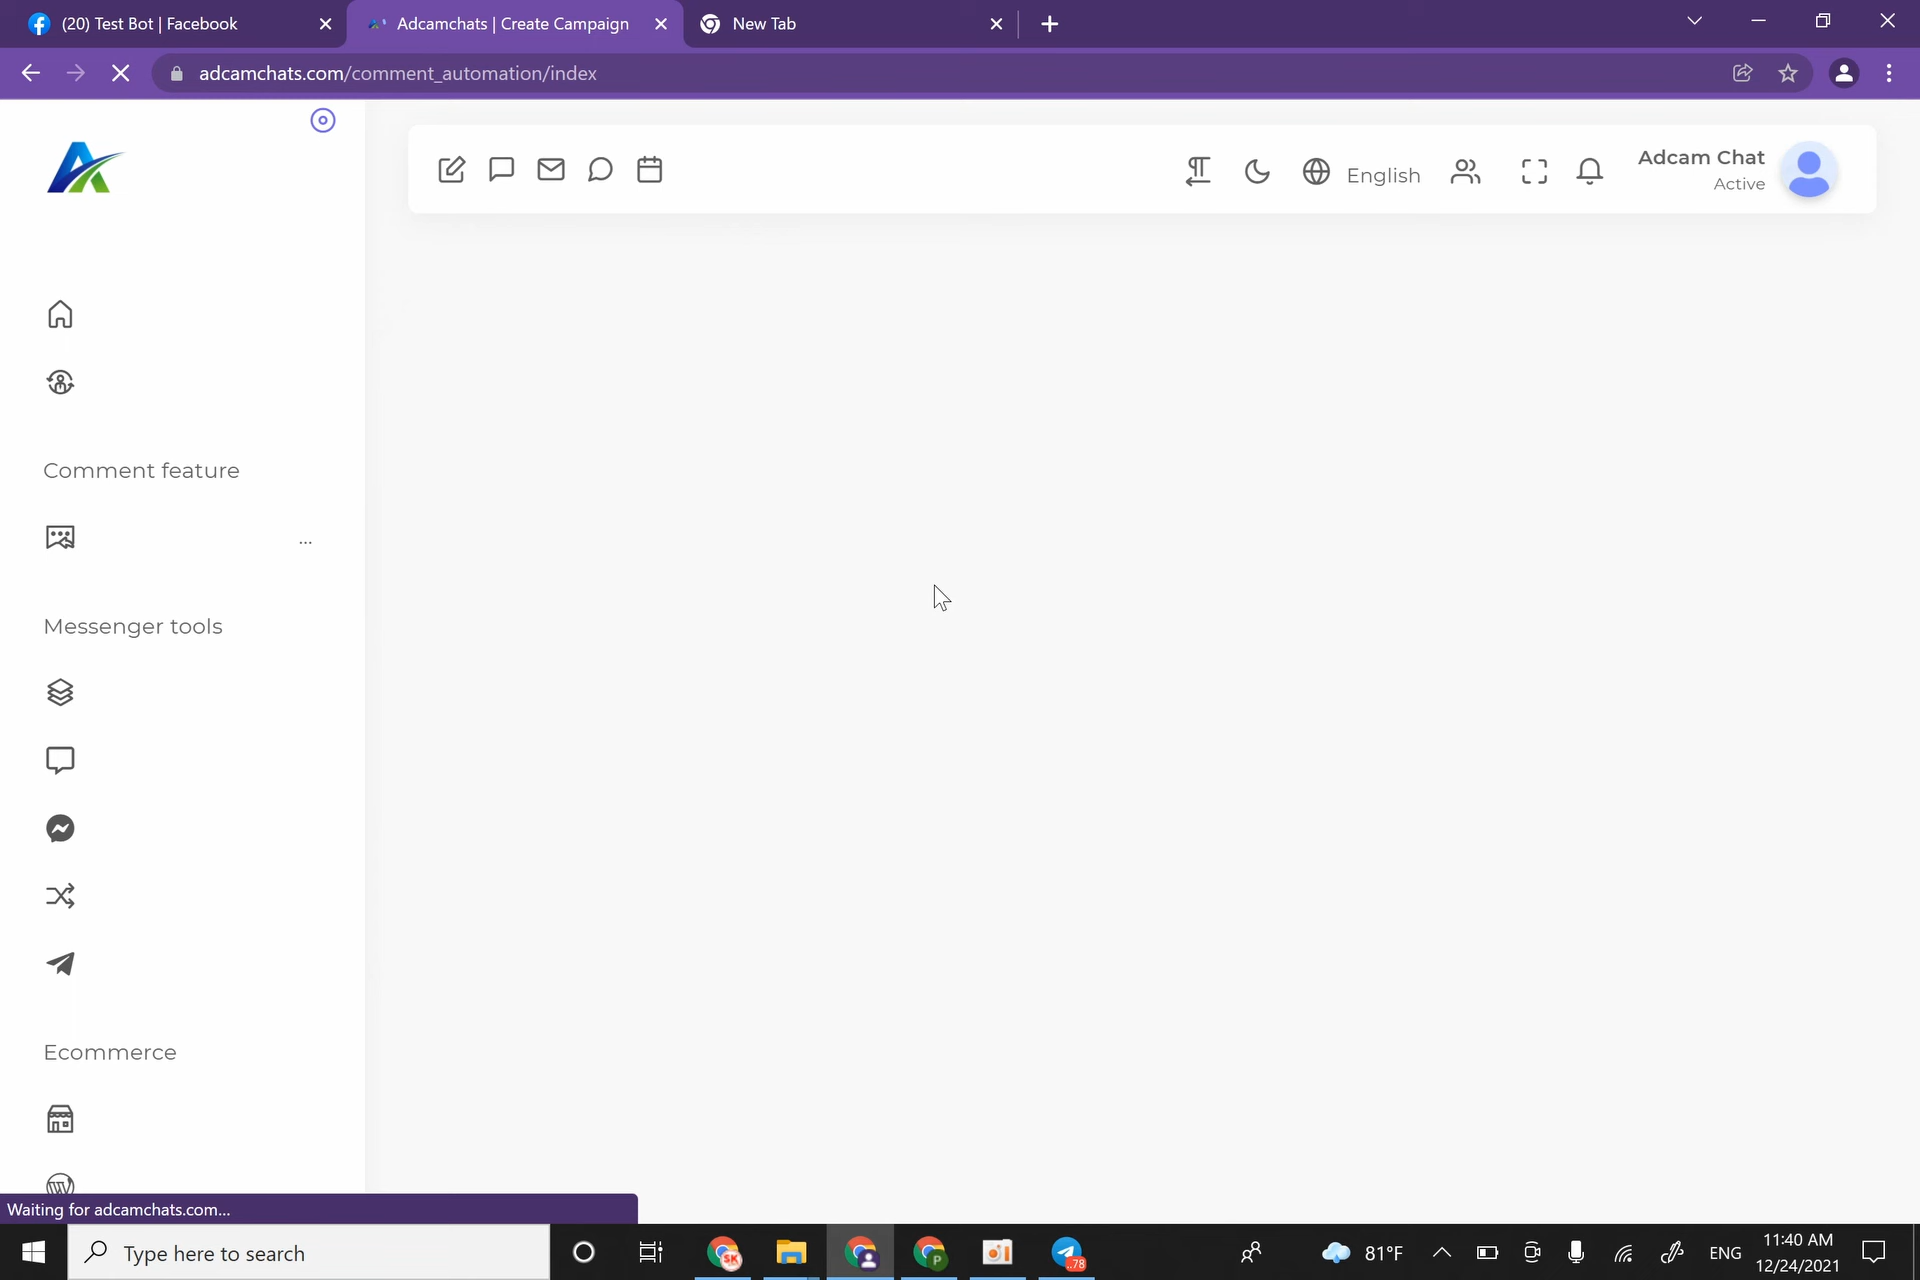 (20) Test Bot | Facebook
Adcamchats | Create Campaign
New Tab
adcamchats.com/comment_automation/index
English
Adcam Chat
Active
Comment feature
...
Messenger tools
Ecommerce
Waiting for adcamchats.com...
Type here to search
SK
P
..78
81°F
ENG
11:40 AM
12/24/2021